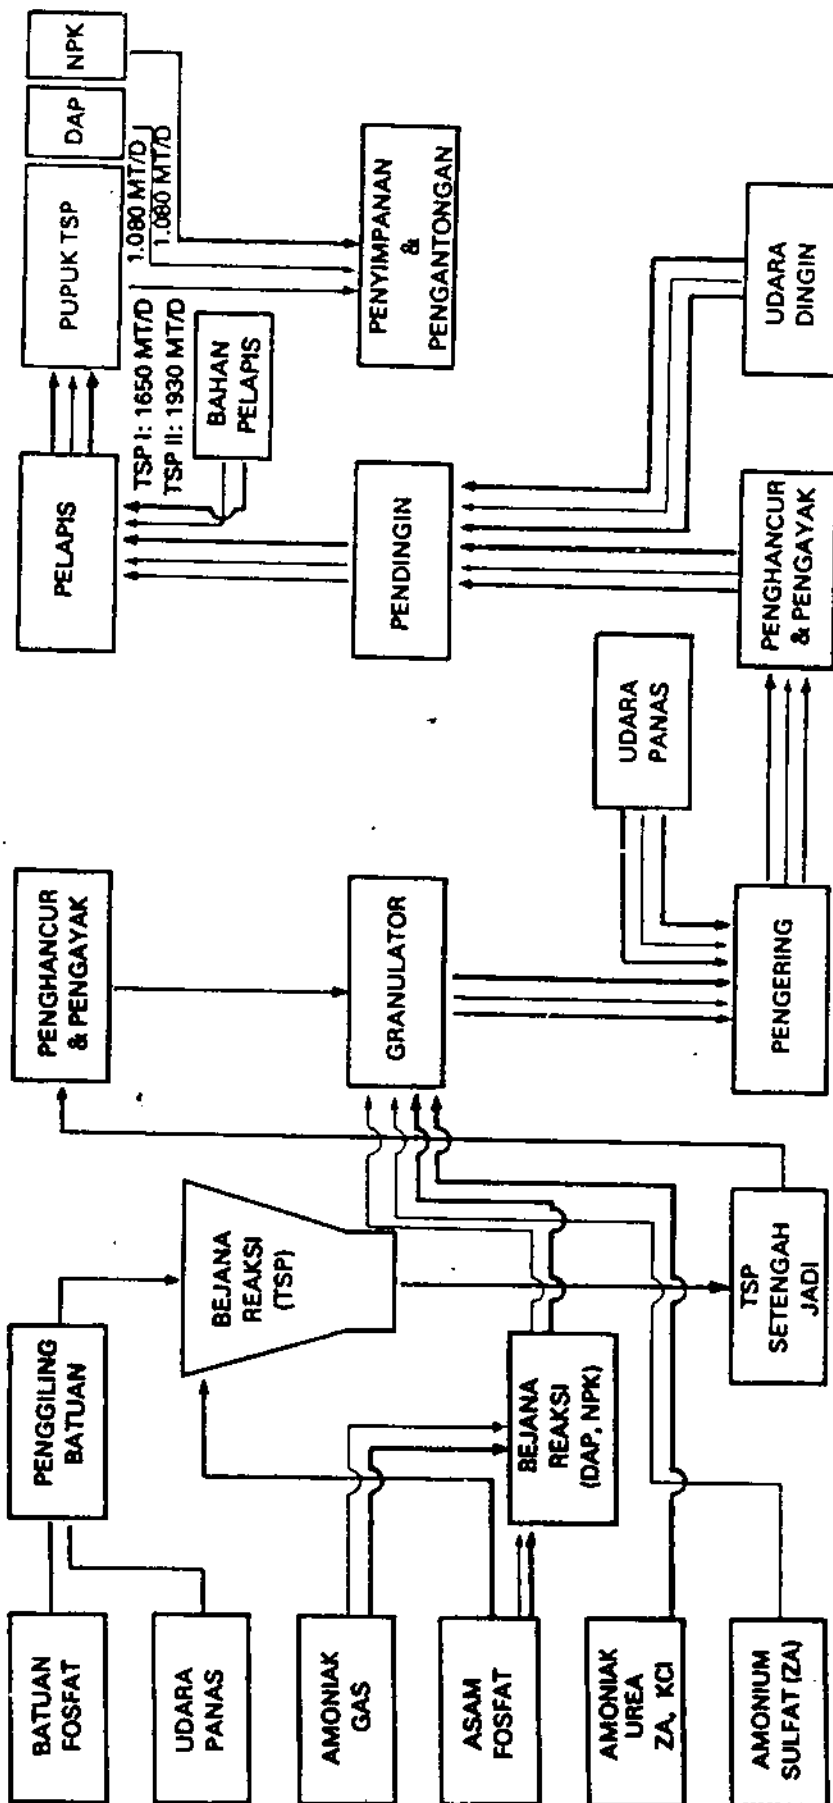 BATUAN
FOSFAT
UDARA
PANAS
AMONIAK
GAS
ASAM
FOSFAT
AMONIAK
UREA
ZA, KCl
AMONIUM
SULFAT (ZA)
PENGGILING
BATUAN
BEJANA
REAKSI
(TSP)
BEJANA
REAKSI
(DAP, NPK)
TSP
SETENGAH
JADI
PENGHANCUR
& PENGAYAK
GRANULATOR
PENGERING
UDARA
PANAS
PENGHANCUR
& PENGAYAK
PENDINGIN
UDARA
DINGIN
PELAPIS
BAHAN
PELAPIS
TSP I: 1650 MT/D
TSP II: 1930 MT/D
1.080 MT/D
1.080 MT/D
PUPUK TSP
DAP
NPK
PENYIMPANAN
&
PENGANTONGAN